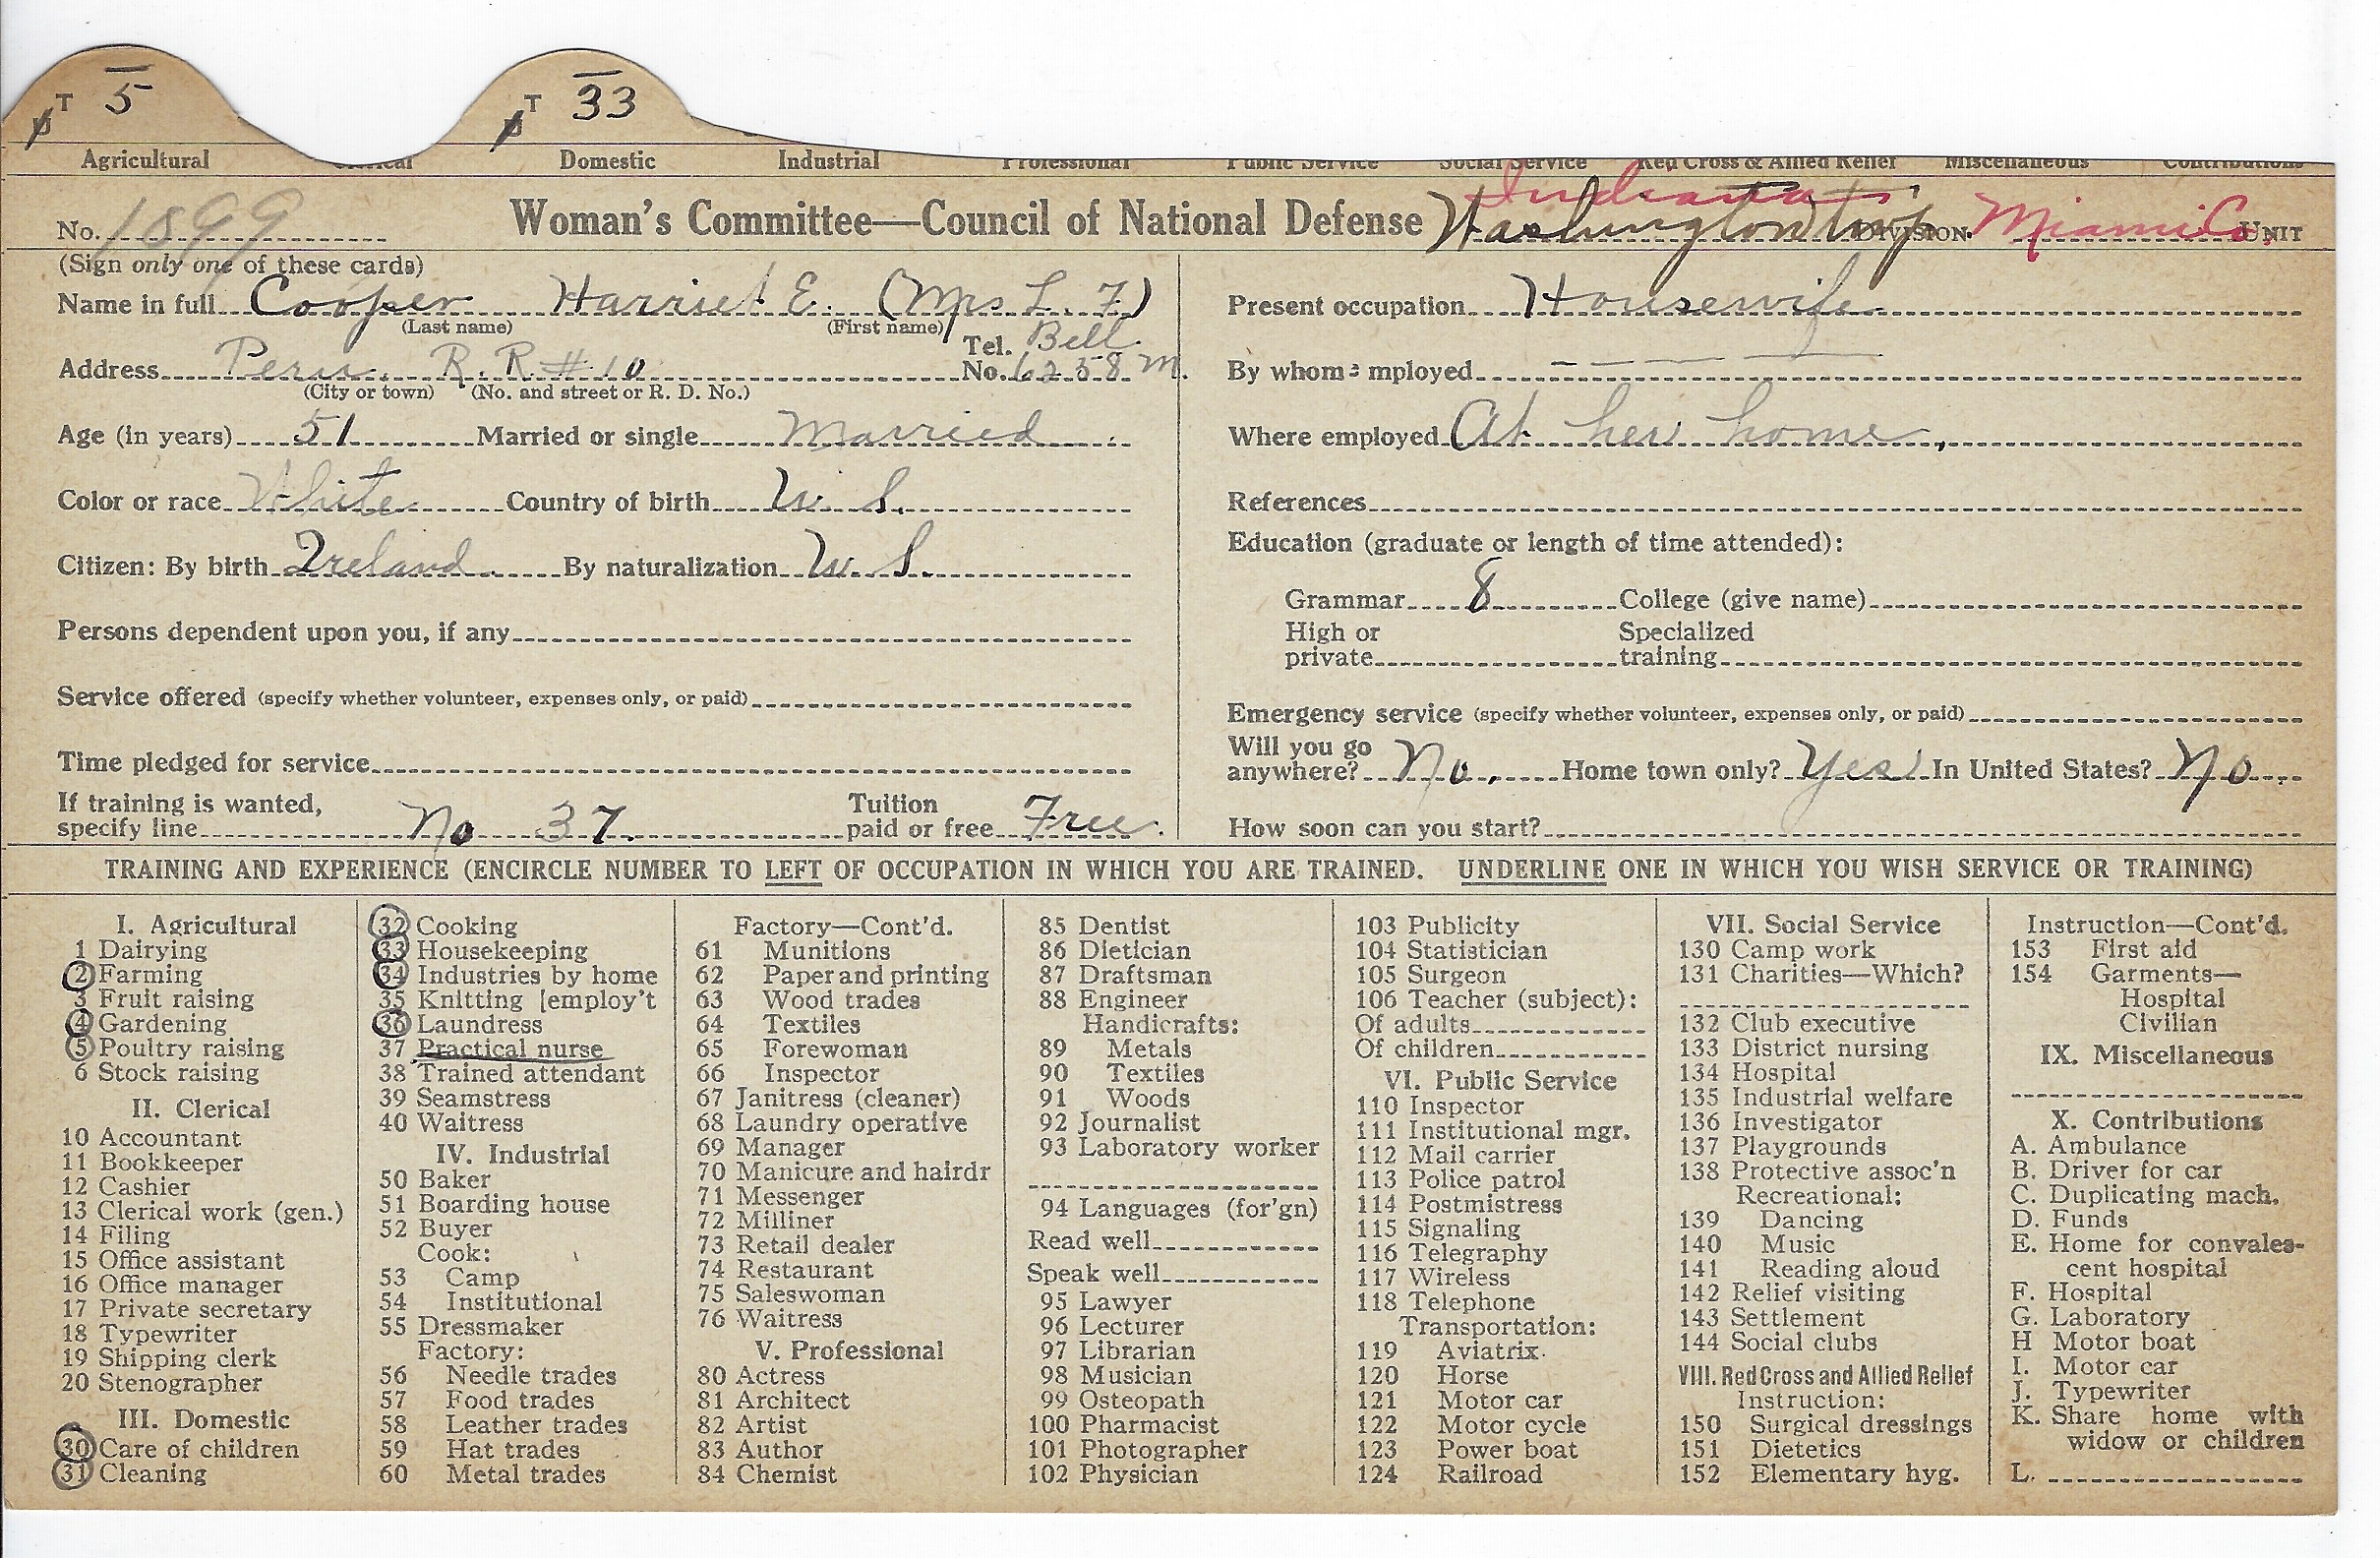 T 5 T 33
Agricultural Clerical Domestic Industrial Professional Public Service Social Service Red Cross & Allied Relief Miscellaneous Contributions
Indiana
No. 1899 Woman's Committee—Council of National Defense Washington twp. DIVISION Miami Co. UNIT
(Sign only one of these cards)
Name in full Cooper Harriet E. (Mrs L. F)
(Last name) (First name)
Address Peru, R. R # 10 Tel. No. Bell 6258 M.
(City or town) (No. and street or R. D. No.)
Age (in years) 51 Married or single Married
Color or race White Country of birth U. S.
Citizen: By birth Ireland By naturalization U. S.
Persons dependent upon you, if any
Service offered (specify whether volunteer, expenses only, or paid)
Time pledged for service
If training is wanted, specify line No 37. Tuition paid or free Free.
Present occupation Housewife
By whom employed
Where employed At her home,
References
Education (graduate or length of time attended):
Grammar 8 College (give name)
High or private Specialized training
Emergency service (specify whether volunteer, expenses only, or paid)
Will you go anywhere? No. Home town only? Yes In United States? No.
How soon can you start?
TRAINING AND EXPERIENCE (ENCIRCLE NUMBER TO LEFT OF OCCUPATION IN WHICH YOU ARE TRAINED. UNDERLINE ONE IN WHICH YOU WISH SERVICE OR TRAINING)
I. Agricultural
1 Dairying
2 Farming
3 Fruit raising
4 Gardening
5 Poultry raising
6 Stock raising
II. Clerical
10 Accountant
11 Bookkeeper
12 Cashier
13 Clerical work (gen.)
14 Filing
15 Office assistant
16 Office manager
17 Private secretary
18 Typewriter
19 Shipping clerk
20 Stenographer
III. Domestic
30 Care of children
31 Cleaning
32 Cooking
33 Housekeeping
34 Industries by home
35 Knitting [employ't
36 Laundress
37 Practical nurse
38 Trained attendant
39 Seamstress
40 Waitress
IV. Industrial
50 Baker
51 Boarding house
52 Buyer
Cook:
53 Camp
54 Institutional
55 Dressmaker
Factory:
56 Needle trades
57 Food trades
58 Leather trades
59 Hat trades
60 Metal trades
Factory—Cont'd.
61 Munitions
62 Paper and printing
63 Wood trades
64 Textiles
65 Forewoman
66 Inspector
67 Janitress (cleaner)
68 Laundry operative
69 Manager
70 Manicure and hairdr
71 Messenger
72 Milliner
73 Retail dealer
74 Restaurant
75 Saleswoman
76 Waitress
V. Professional
80 Actress
81 Architect
82 Artist
83 Author
84 Chemist
85 Dentist
86 Dietician
87 Draftsman
88 Engineer
Handicrafts:
89 Metals
90 Textiles
91 Woods
92 Journalist
93 Laboratory worker
94 Languages (for'gn)
Read well
Speak well
95 Lawyer
96 Lecturer
97 Librarian
98 Musician
99 Osteopath
100 Pharmacist
101 Photographer
102 Physician
103 Publicity
104 Statistician
105 Surgeon
106 Teacher (subject):
Of adults
Of children
VI. Public Service
110 Inspector
111 Institutional mgr.
112 Mail carrier
113 Police patrol
114 Postmistress
115 Signaling
116 Telegraphy
117 Wireless
118 Telephone
Transportation:
119 Aviatrix
120 Horse
121 Motor car
122 Motor cycle
123 Power boat
124 Railroad
VII. Social Service
130 Camp work
131 Charities—Which?
132 Club executive
133 District nursing
134 Hospital
135 Industrial welfare
136 Investigator
137 Playgrounds
138 Protective assoc'n
Recreational:
139 Dancing
140 Music
141 Reading aloud
142 Relief visiting
143 Settlement
144 Social clubs
VIII. Red Cross and Allied Relief
Instruction:
150 Surgical dressings
151 Dietetics
152 Elementary hyg.
Instruction—Cont'd.
153 First aid
154 Garments—
Hospital
Civilian
IX. Miscellaneous
X. Contributions
A. Ambulance
B. Driver for car
C. Duplicating mach.
D. Funds
E. Home for convales-
cent hospital
F. Hospital
G. Laboratory
H Motor boat
I. Motor car
J. Typewriter
K. Share home with
widow or children
L.